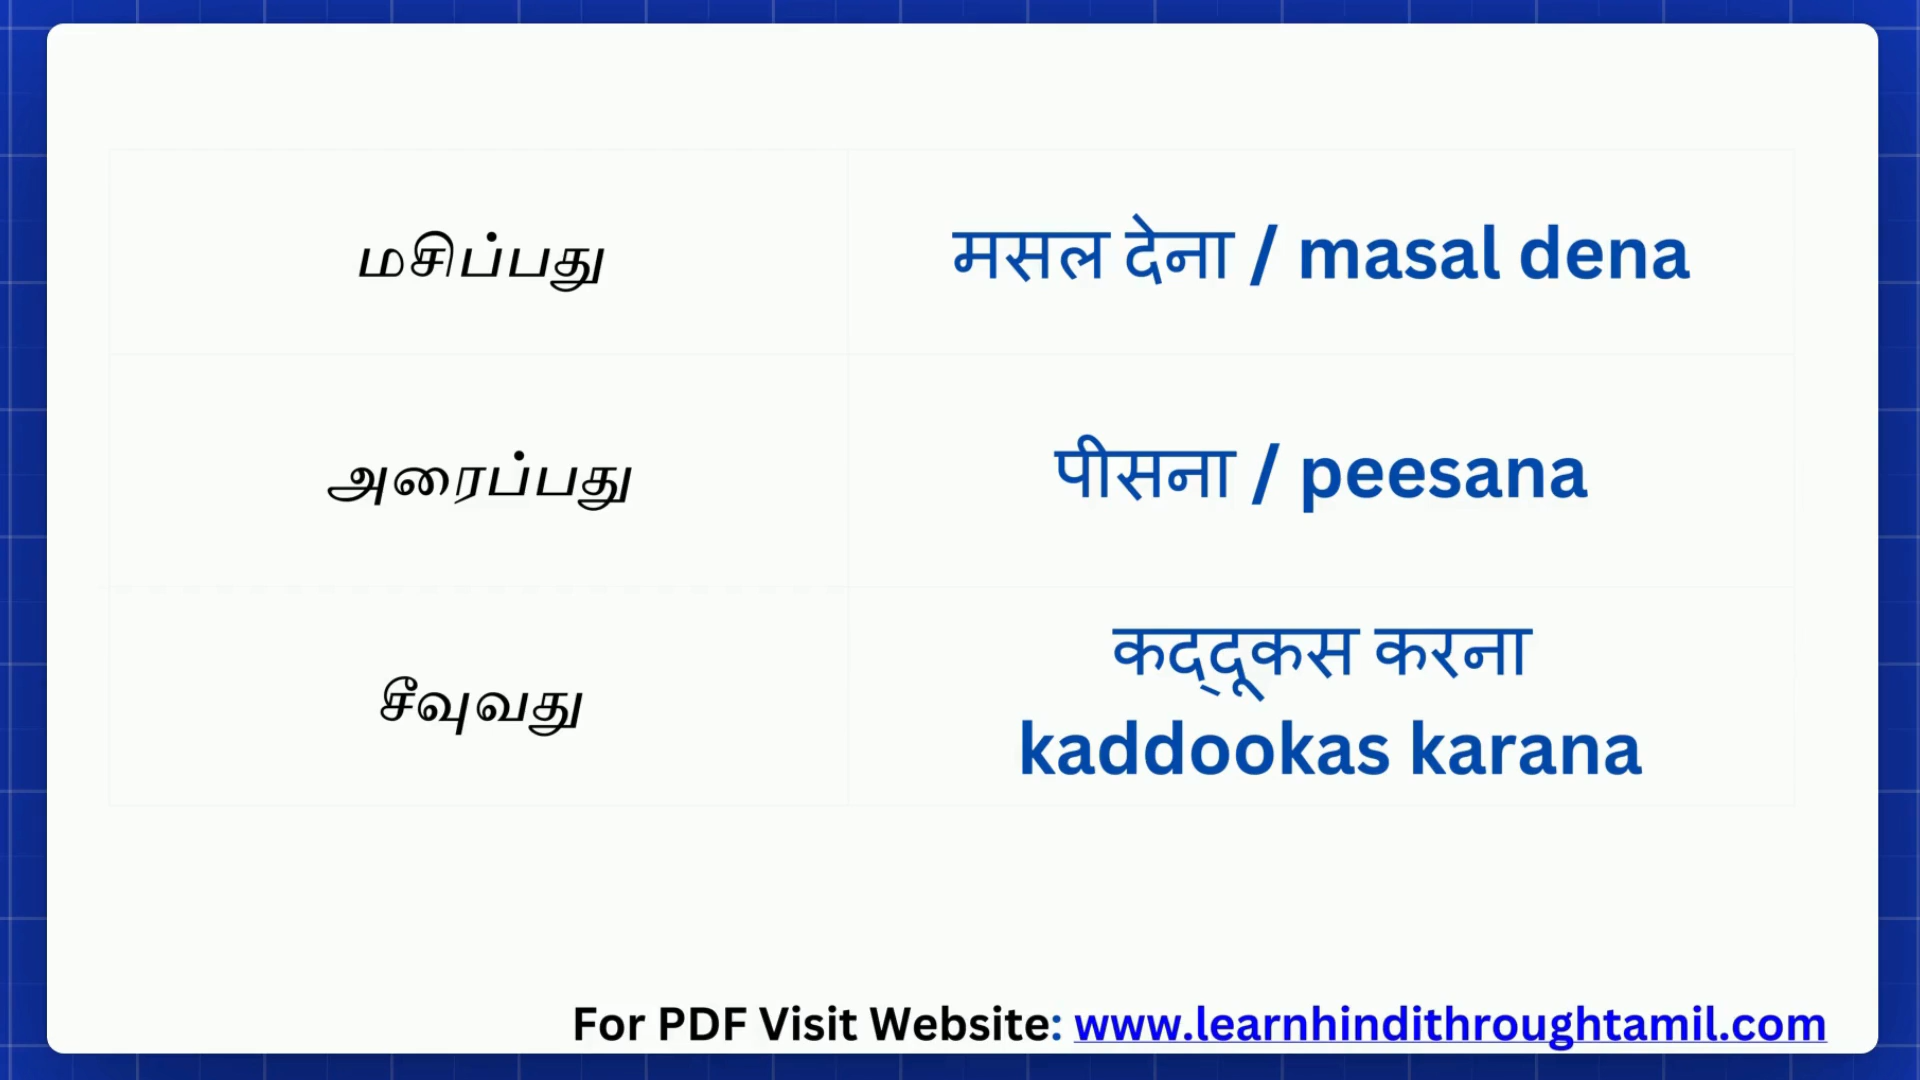 மசிப்பது
मसल देना / masal dena
அரைப்பது
पीसना / peesana
சீவுவது
कद्दूकस करना
kaddookas karana
For PDF Visit Website: www.learnhindithroughtamil.com